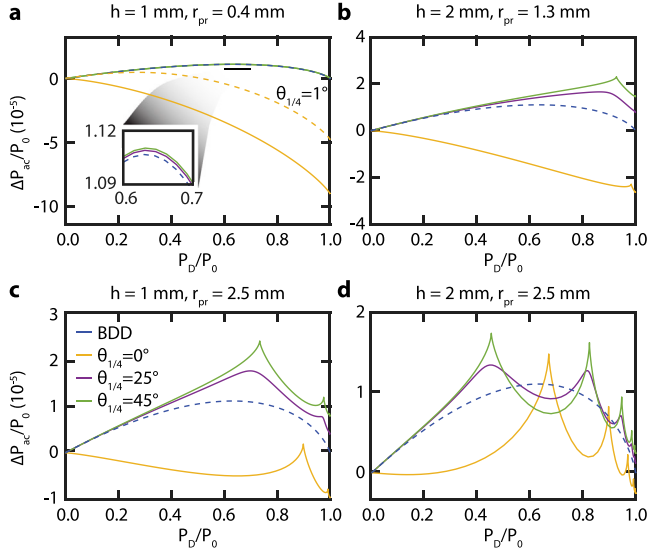 a
h = 1 mm, r_pr = 0.4 mm
ΔP_ac/P_0 (10^-5)
0
-5
-10
θ_1/4=1°
1.12
1.09
0.6 0.7
0.0 0.2 0.4 0.6 0.8 1.0
P_D/P_0
b
h = 2 mm, r_pr = 1.3 mm
4
2
0
-2
-4
0.0 0.2 0.4 0.6 0.8 1.0
P_D/P_0
c
h = 1 mm, r_pr = 2.5 mm
ΔP_ac/P_0 (10^-5)
3
2
1
0
-1
BDD
θ_1/4=0°
θ_1/4=25°
θ_1/4=45°
0.0 0.2 0.4 0.6 0.8 1.0
P_D/P_0
d
h = 2 mm, r_pr = 2.5 mm
2
1
0
0.0 0.2 0.4 0.6 0.8 1.0
P_D/P_0